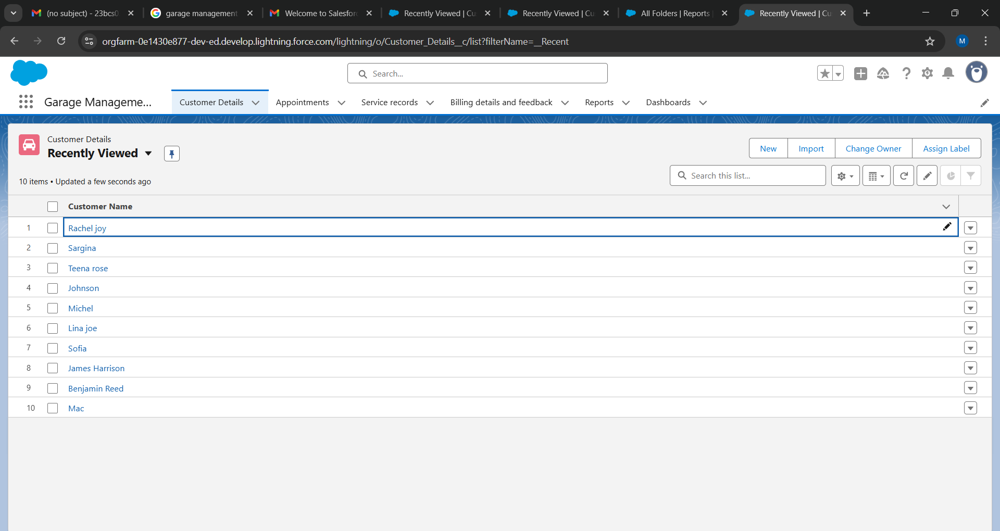 (no subject) - 23bcs0
garage management
Welcome to Salesforc
Recently Viewed | Cu
Recently Viewed | Cu
All Folders | Reports |
Recently Viewed | Cu
orgfarm-0e1430e877-dev-ed.develop.lightning.force.com/lightning/o/Customer_Details__c/list?filterName=__Recent
M
Search...
Garage Manageme...
Customer Details
Appointments
Service records
Billing details and feedback
Reports
Dashboards
Customer Details
Recently Viewed
New
Import
Change Owner
Assign Label
10 items • Updated a few seconds ago
Search this list...
Customer Name
1 Rachel joy
2 Sargina
3 Teena rose
4 Johnson
5 Michel
6 Lina joe
7 Sofia
8 James Harrison
9 Benjamin Reed
10 Mac